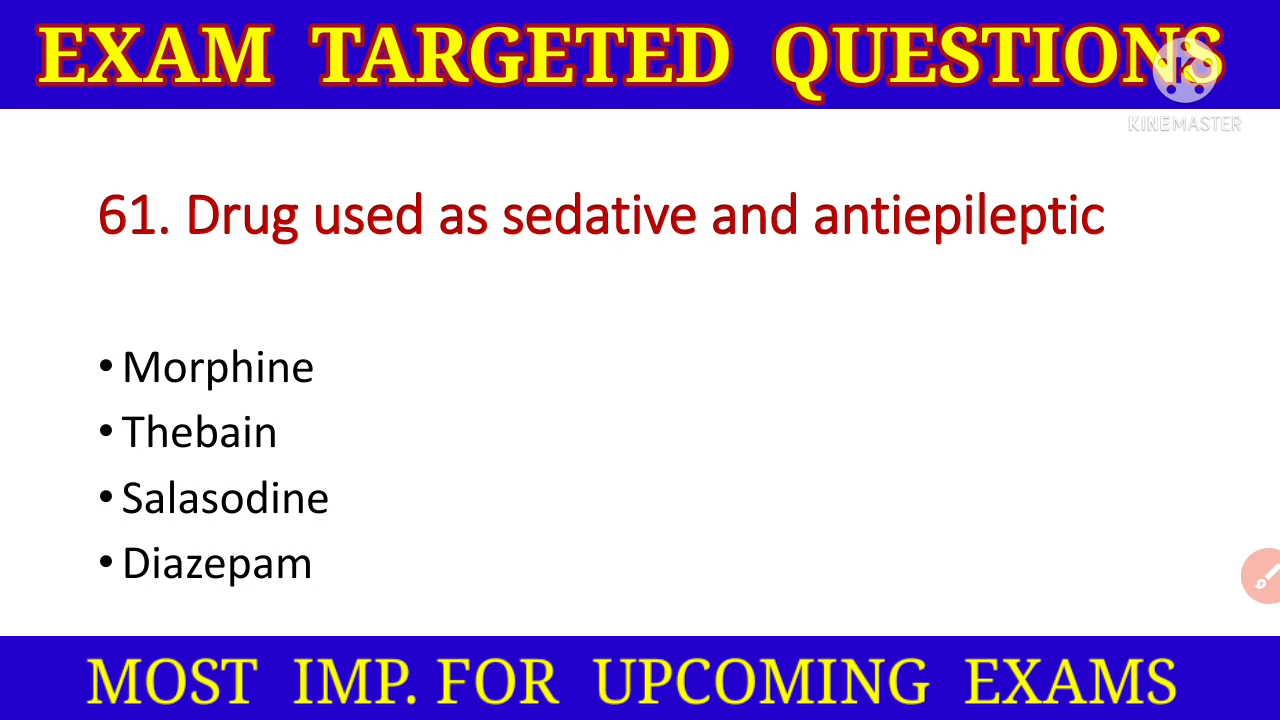 EXAM TARGETED QUESTIONS
K
KINEMASTER
61. Drug used as sedative and antiepileptic
• Morphine
• Thebain
• Salasodine
• Diazepam
MOST IMP. FOR UPCOMING EXAMS